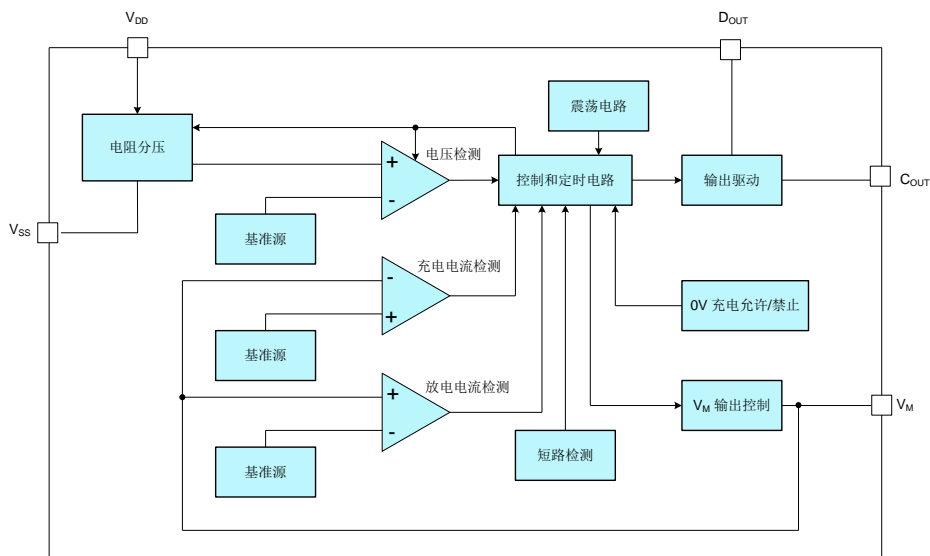 VDD
DOUT
震荡电路
电阻分压
电压检测
+
-
控制和定时电路
输出驱动
COUT
VSS
基准源
充电电流检测
-
+
0V 充电允许/禁止
基准源
放电电流检测
+
-
VM 输出控制
VM
短路检测
基准源